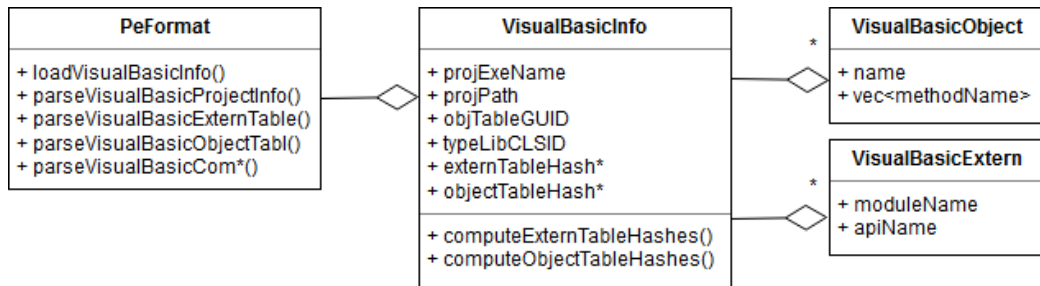 PeFormat
+ loadVisualBasicInfo()
+ parseVisualBasicProjectInfo()
+ parseVisualBasicExternTable()
+ parseVisualBasicObjectTabl()
+ parseVisualBasicCom*()
VisualBasicInfo
+ projExeName
+ projPath
+ objTableGUID
+ typeLibCLSID
+ externTableHash*
+ objectTableHash*
+ computeExternTableHashes()
+ computeObjectTableHashes()
*
VisualBasicObject
+ name
+ vec<methodName>
*
VisualBasicExtern
+ moduleName
+ apiName